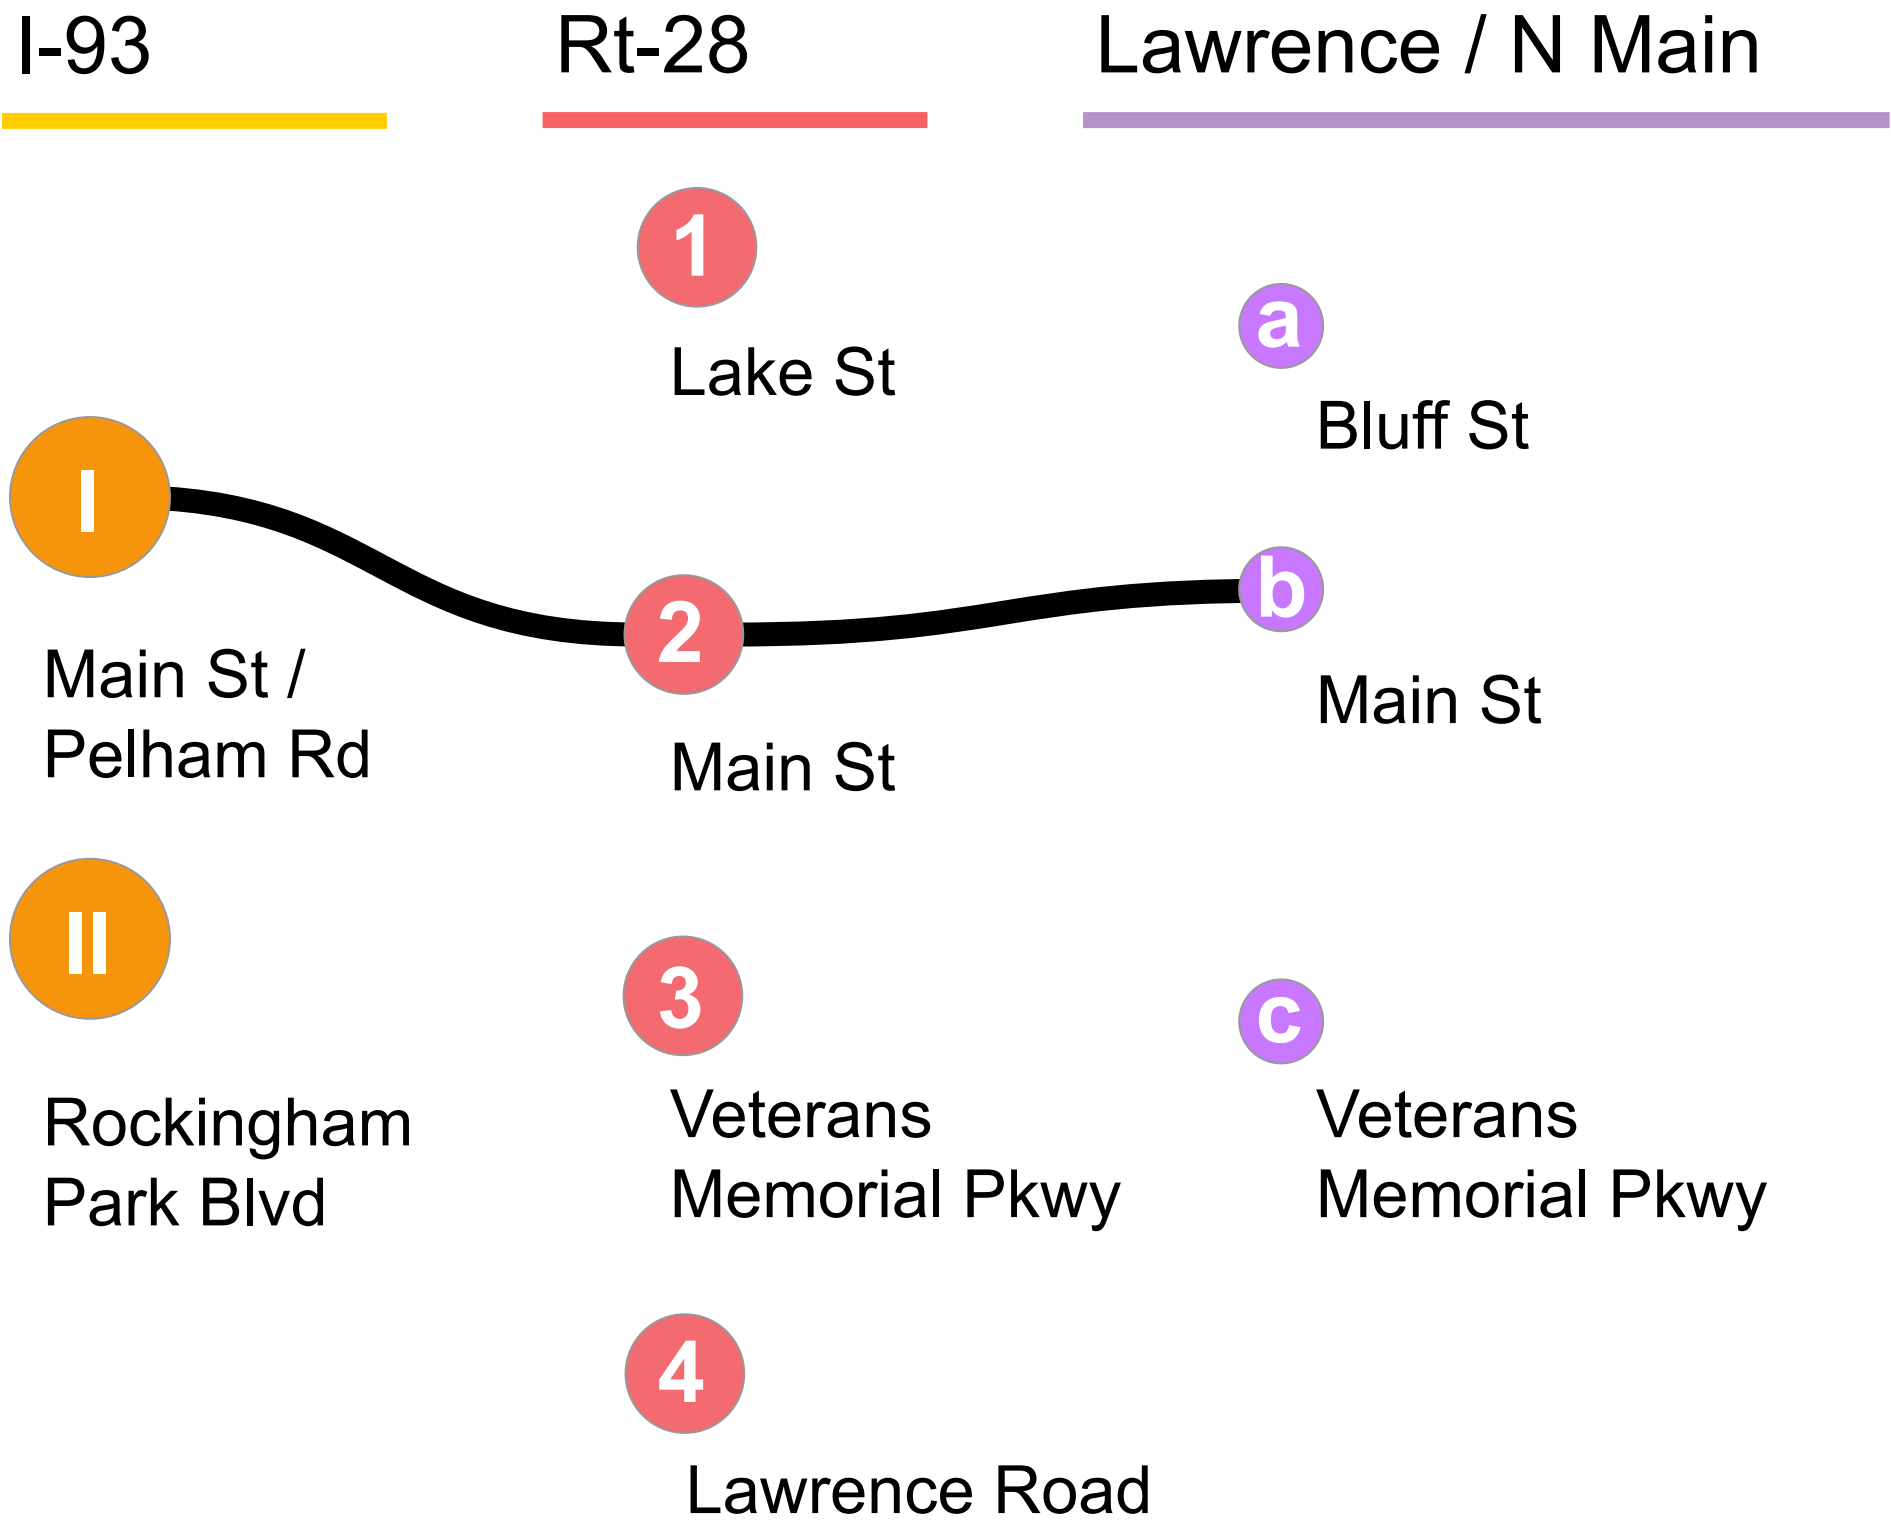 I-93
Rt-28
Lawrence / N Main
1
Lake St
a
Bluff St
I
Main St /
Pelham Rd
2
Main St
b
Main St
II
Rockingham
Park Blvd
3
Veterans
Memorial Pkwy
c
Veterans
Memorial Pkwy
4
Lawrence Road